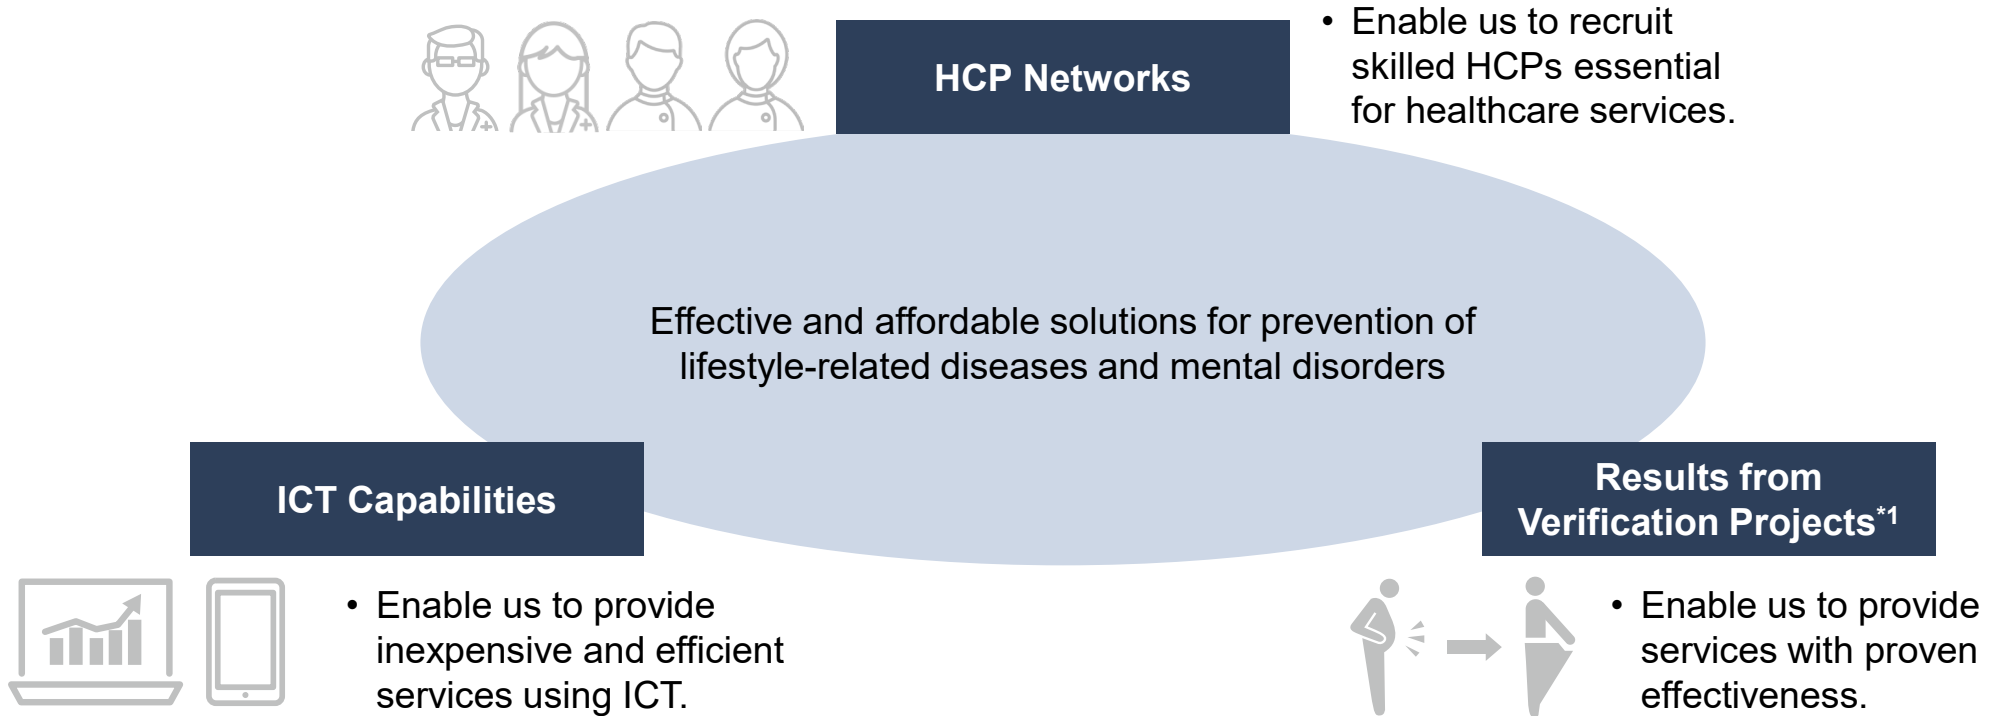 HCP Networks
• Enable us to recruit
skilled HCPs essential
for healthcare services.
Effective and affordable solutions for prevention of
lifestyle-related diseases and mental disorders
ICT Capabilities
• Enable us to provide
inexpensive and efficient
services using ICT.
Results from
Verification Projects*1
• Enable us to provide
services with proven
effectiveness.